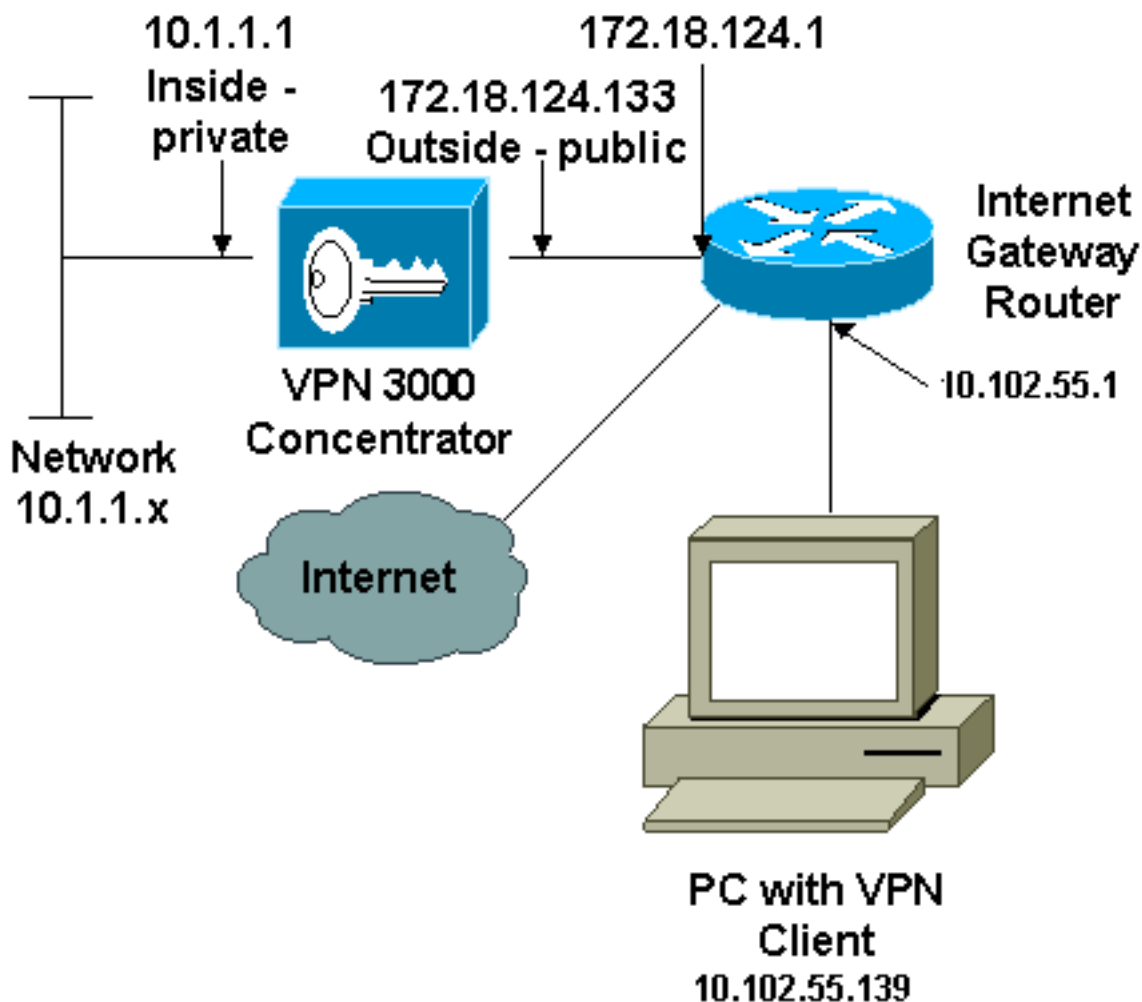 10.1.1.1
Inside -
private
172.18.124.133
Outside - public
172.18.124.1
Internet
Gateway
Router
10.102.55.1
VPN 3000
Concentrator
Network
10.1.1.x
Internet
PC with VPN
Client
10.102.55.139